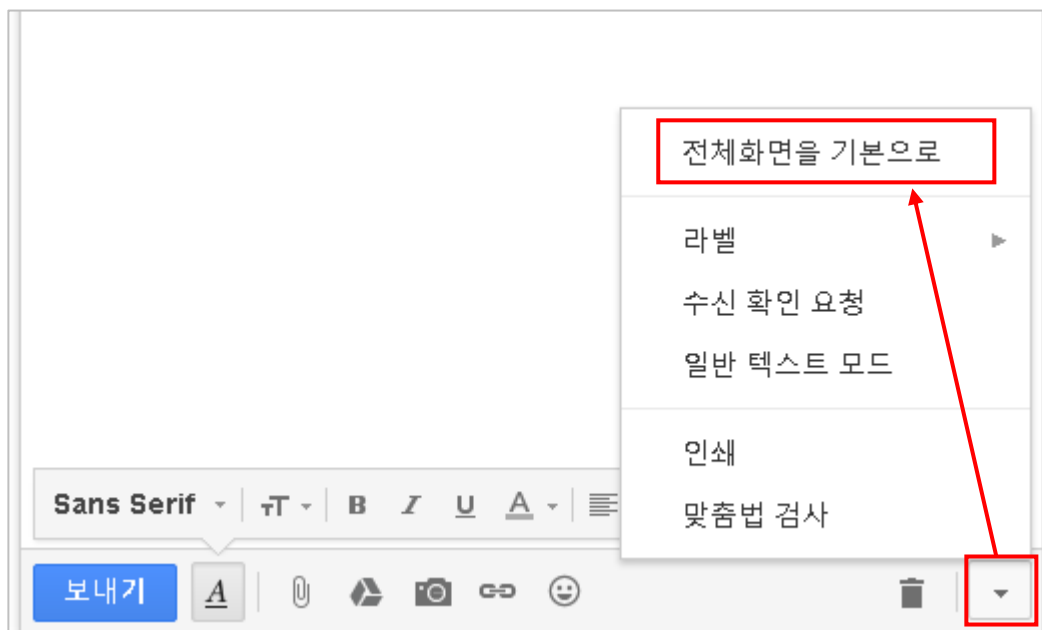 전체화면을 기본으로
라벨
수신 확인 요청
일반 텍스트 모드
인쇄
맞춤법 검사
Sans Serif тT B I U A
보내기 A